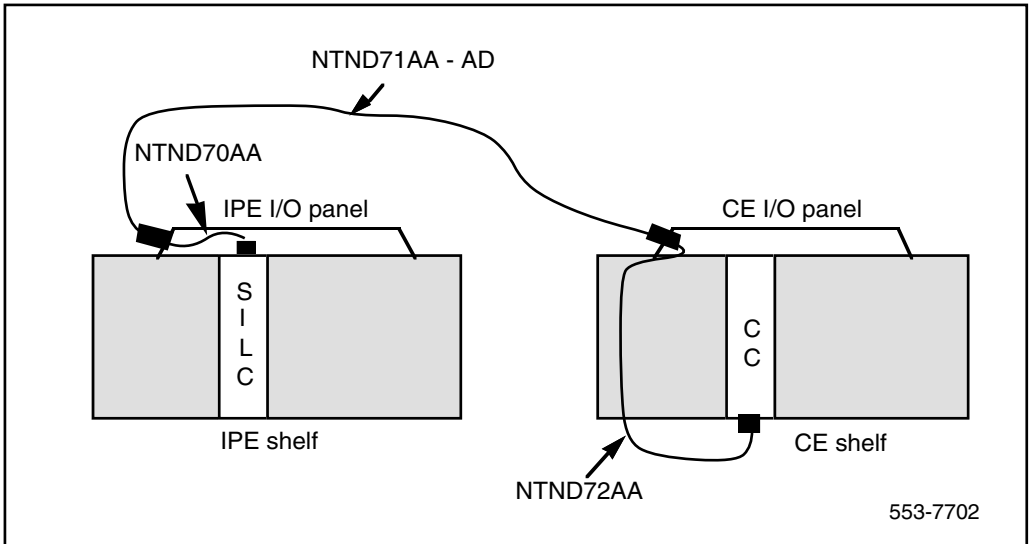 NTND71AA - AD
NTND70AA
IPE I/O panel
CE I/O panel
S
I
L
C
C
C
IPE shelf
CE shelf
NTND72AA
553-7702